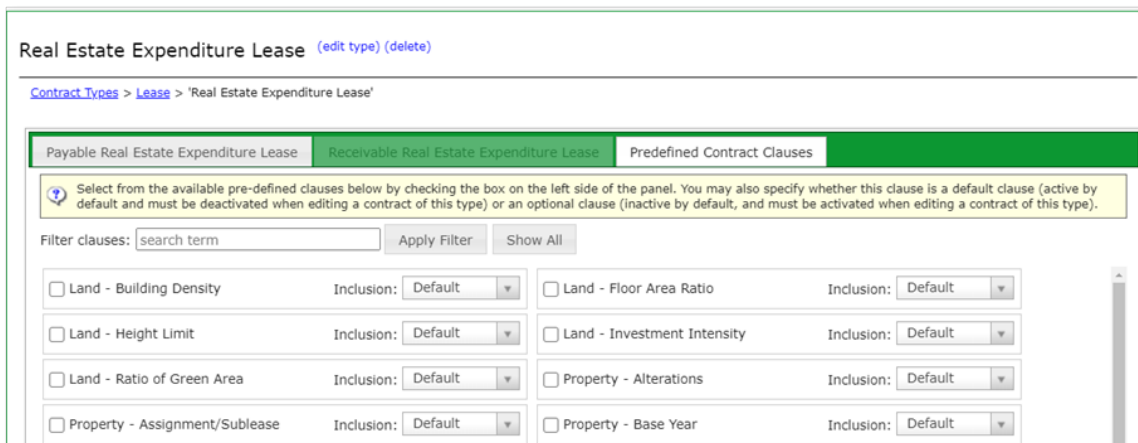 Real Estate Expenditure Lease (edit type) (delete)
Contract Types > Lease > 'Real Estate Expenditure Lease'
Payable Real Estate Expenditure Lease Receivable Real Estate Expenditure Lease Predefined Contract Clauses
Select from the available pre-defined clauses below by checking the box on the left side of the panel. You may also specify whether this clause is a default clause (active by
default and must be deactivated when editing a contract of this type) or an optional clause (inactive by default, and must be activated when editing a contract of this type).
Filter clauses: search term Apply Filter Show All
Land - Building Density Inclusion: Default Land - Floor Area Ratio Inclusion: Default
Land - Height Limit Inclusion: Default Land - Investment Intensity Inclusion: Default
Land - Ratio of Green Area Inclusion: Default Property - Alterations Inclusion: Default
Property - Assignment/Sublease Inclusion: Default Property - Base Year Inclusion: Default